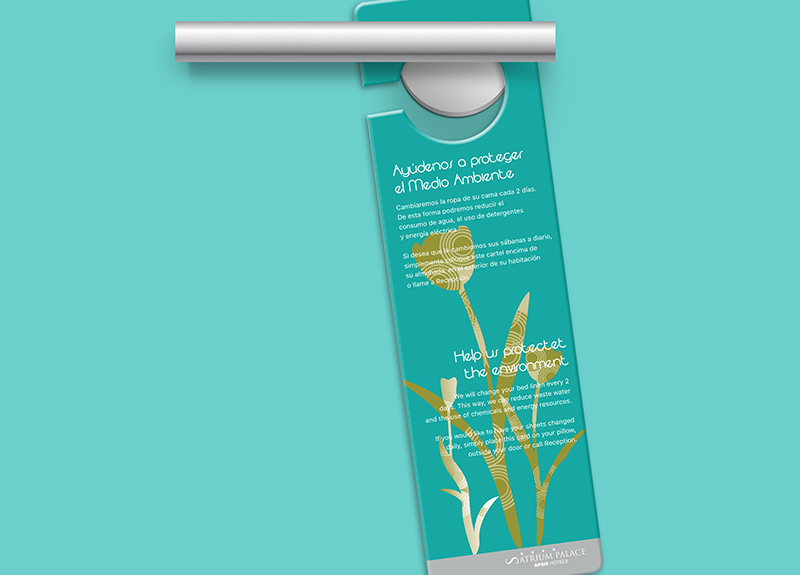 Ayúdenos a proteger
el Medio Ambiente
Cambiaremos la ropa de su cama cada 2 días.
De esta forma podremos reducir el
consumo de agua, el uso de detergentes
y energía eléctrica.
Si desea que le cambiemos sus sábanas a diario,
simplemente coloque este cartel encima de
su almohada, en el exterior de su habitación
o llame a Recepción.
Help us protectet
the environment
We will change your bed linen every 2
days. This way, we can reduce waste water
and the use of chemicals and energy resources.
If you would like to have your sheets changed
daily, simply place this card on your pillow,
outside your door or call Reception.
ATRIUM PALACE
APSIS HOTELS